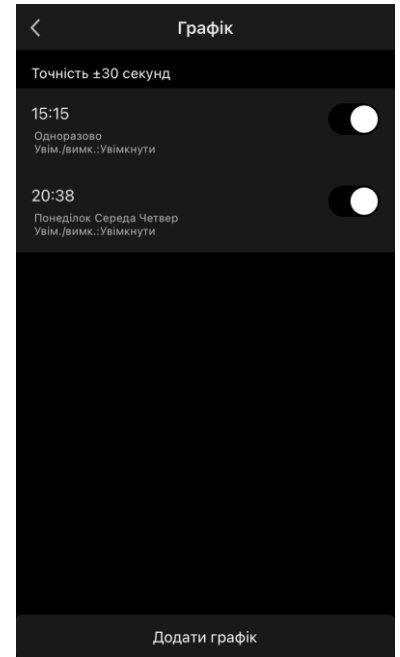 Графік
Точність ±30 секунд
15:15
Одноразово
Увім./вимк.:Увімкнути
20:38
Понеділок Середа Четвер
Увім./вимк.:Увімкнути
Додати графік